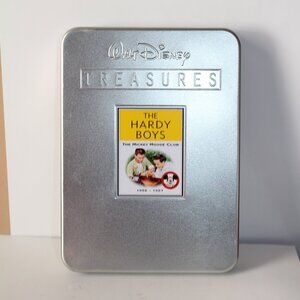 Walt Disney
TREASURES
THE
HARDY
BOYS
THE MICKEY MOUSE CLUB
1956 - 1957